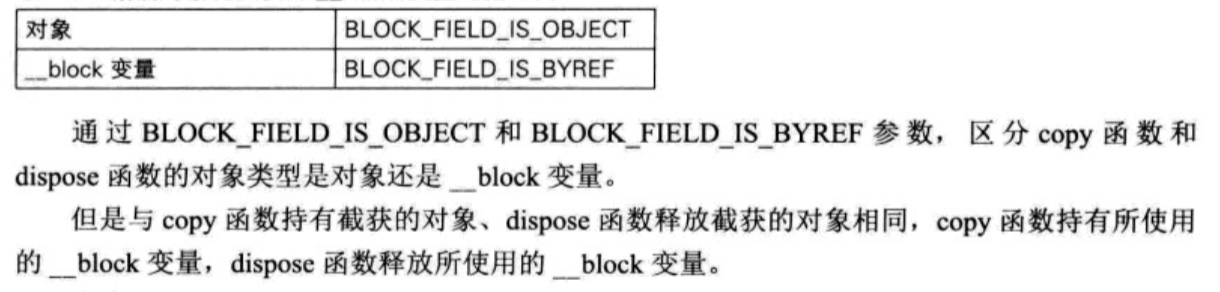 对象 BLOCK_FIELD_IS_OBJECT
__block 变量 BLOCK_FIELD_IS_BYREF
通过 BLOCK_FIELD_IS_OBJECT 和 BLOCK_FIELD_IS_BYREF 参数，区分 copy 函数和
dispose 函数的对象类型是对象还是 __block 变量。
但是与 copy 函数持有截获的对象、dispose 函数释放截获的对象相同，copy 函数持有所使用
的 __block 变量，dispose 函数释放所使用的 __block 变量。